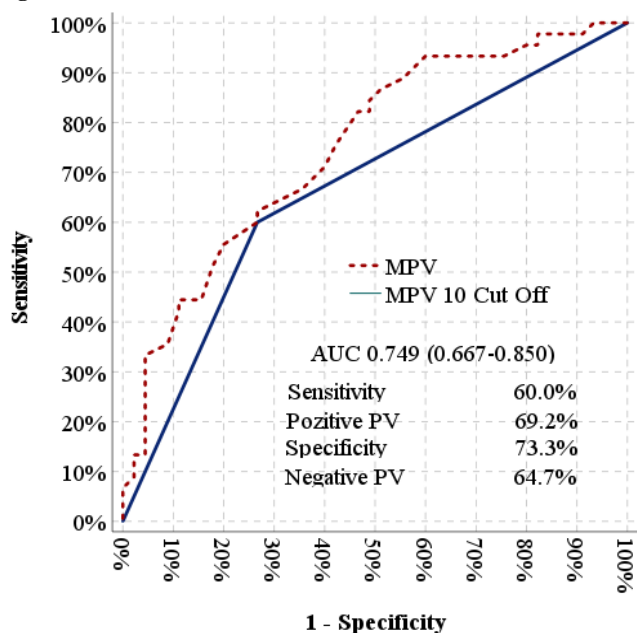 100%
90%
80%
70%
60%
50%
40%
30%
20%
10%
0%
Sensitivity
MPV
MPV 10 Cut Off
AUC 0.749 (0.667-0.850)
Sensitivity 60.0%
Pozitive PV 69.2%
Specificity 73.3%
Negative PV 64.7%
0% 10% 20% 30% 40% 50% 60% 70% 80% 90% 100%
1 - Specificity